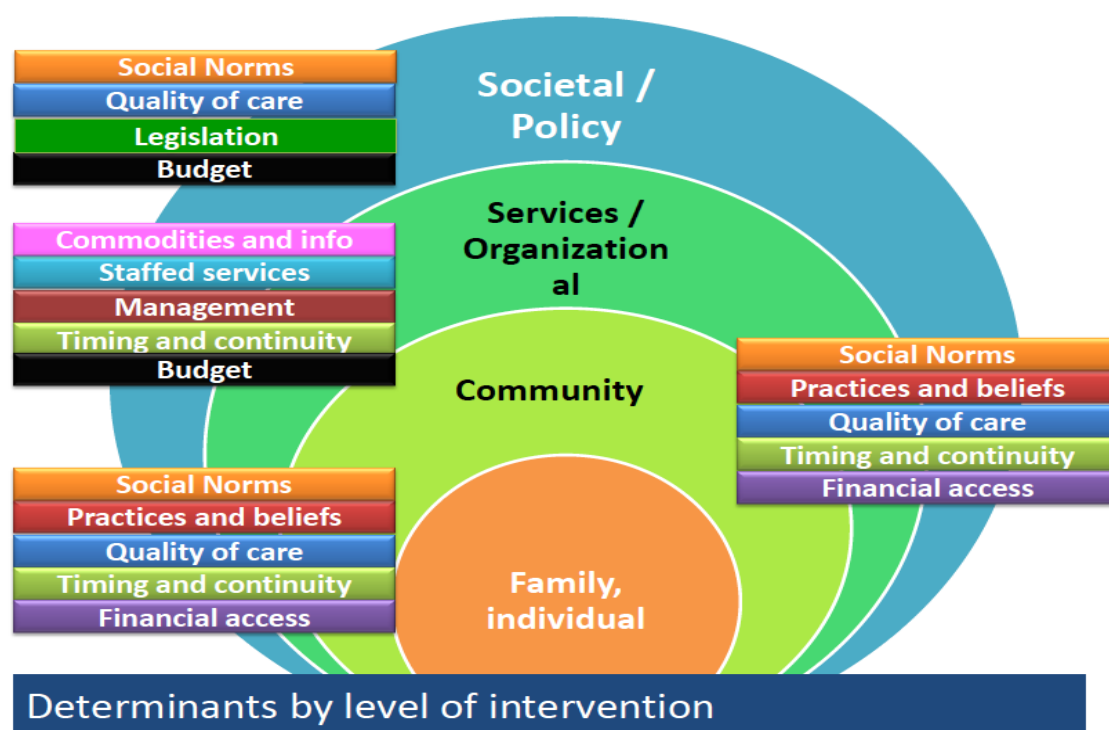 Social Norms
Quality of care
Legislation
Budget
Societal /
Policy
Commodities and info
Staffed services
Management
Timing and continuity
Budget
Services /
Organization
al
Community
Social Norms
Practices and beliefs
Quality of care
Timing and continuity
Financial access
Social Norms
Practices and beliefs
Quality of care
Timing and continuity
Financial access
Family,
individual
Determinants by level of intervention